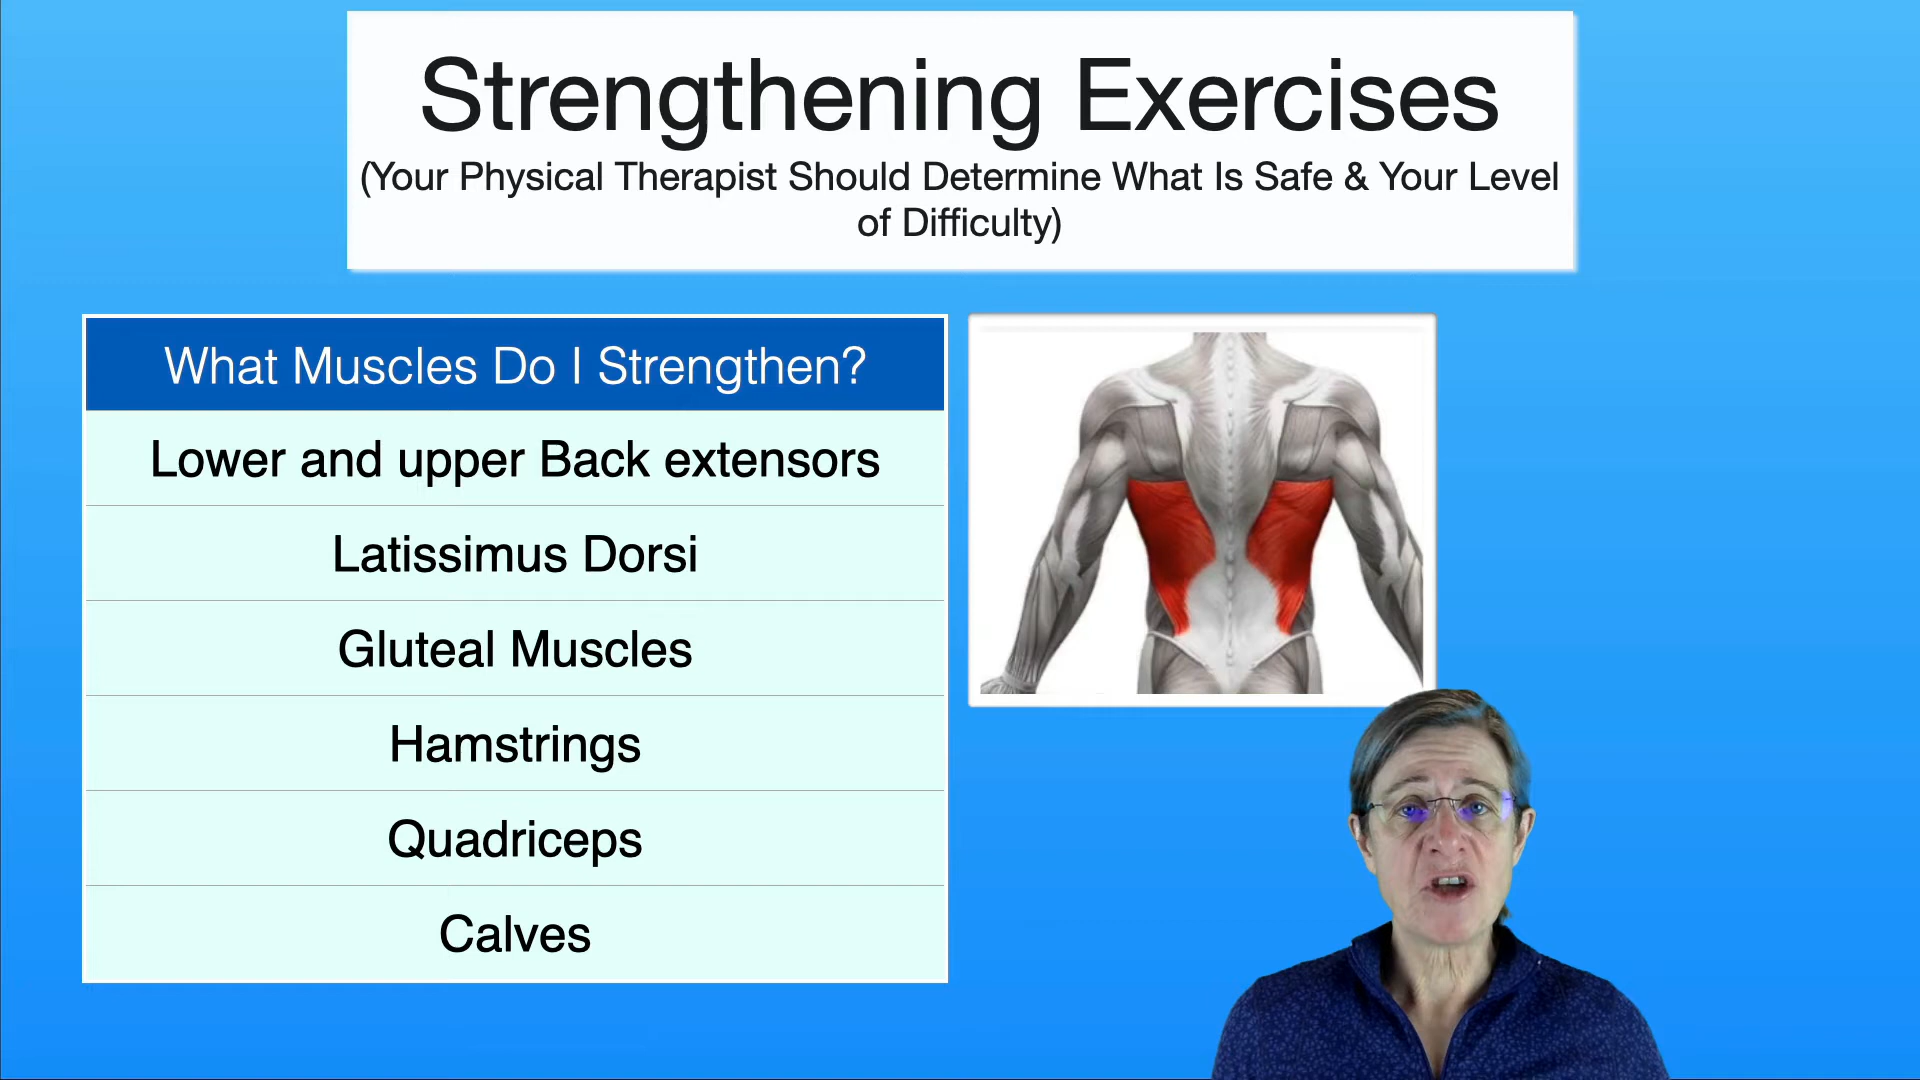 Strengthening Exercises
(Your Physical Therapist Should Determine What Is Safe & Your Level
of Difficulty)
What Muscles Do I Strengthen?
Lower and upper Back extensors
Latissimus Dorsi
Gluteal Muscles
Hamstrings
Quadriceps
Calves